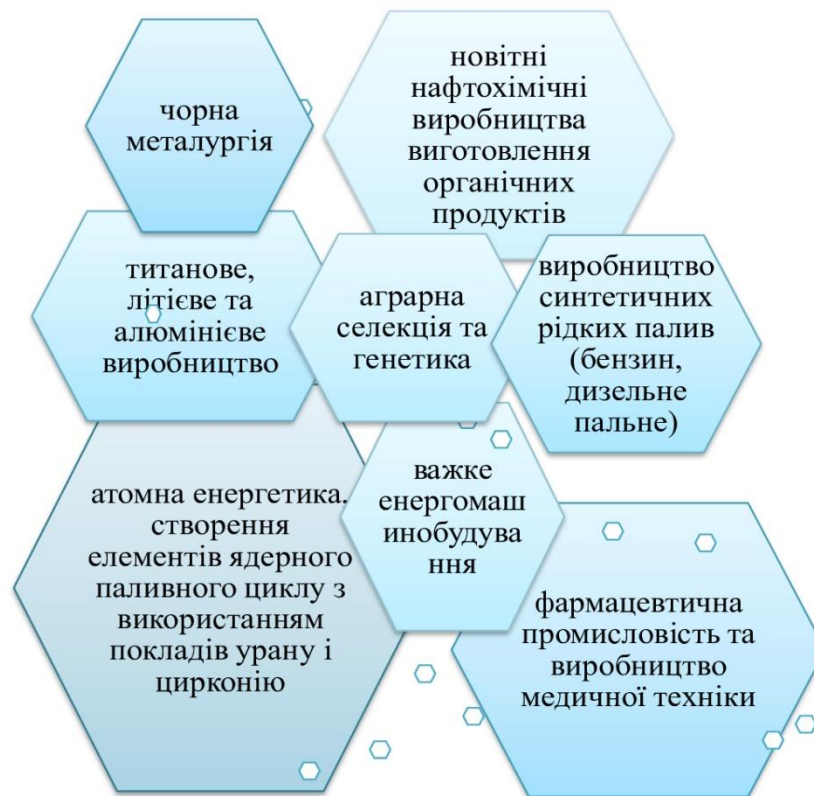 чорна
металургія
новітні
нафтохімічні
виробництва
виготовлення
органічних
продуктів
титанове,
літієве та
алюмінієве
виробництво
аграрна
селекція та
генетика
виробництво
синтетичних
рідких палив
(бензин,
дизельне
пальне)
атомна енергетика.
створення
елементів ядерного
паливного циклу з
використанням
покладів урану і
цирконію
важке
енергомаш
инобудува
ння
фармацевтична
промисловість та
виробництво
медичної техніки